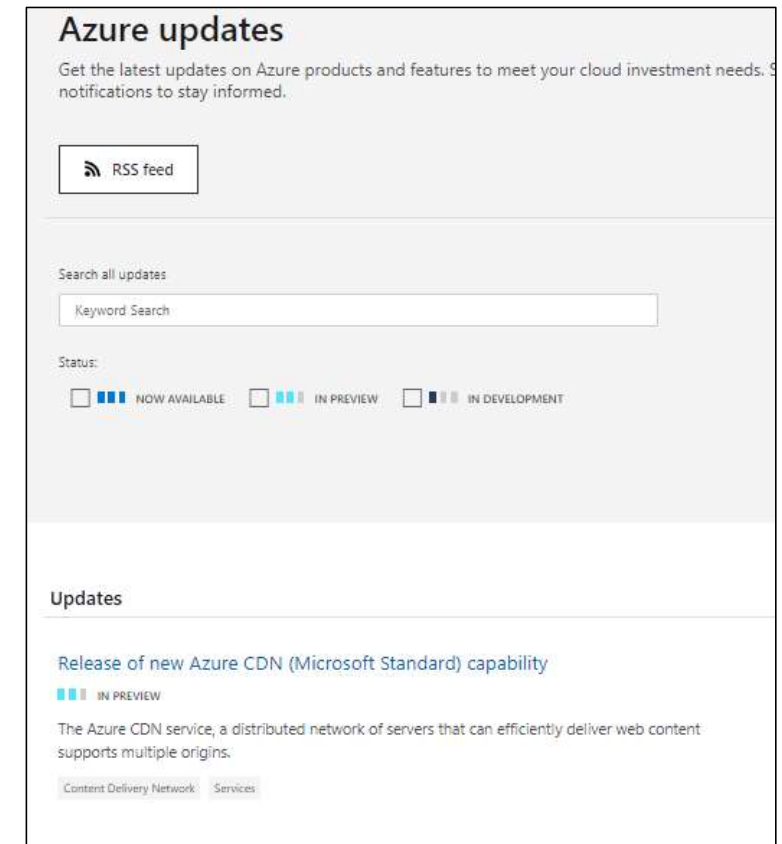 Azure updates
Get the latest updates on Azure products and features to meet your cloud investment needs.
notifications to stay informed.
RSS feed
Search all updates
Keyword Search
Status:
NOW AVAILABLE IN PREVIEW IN DEVELOPMENT
Updates
Release of new Azure CDN (Microsoft Standard) capability
IN PREVIEW
The Azure CDN service, a distributed network of servers that can efficiently deliver web content
supports multiple origins.
Content Delivery Network Services